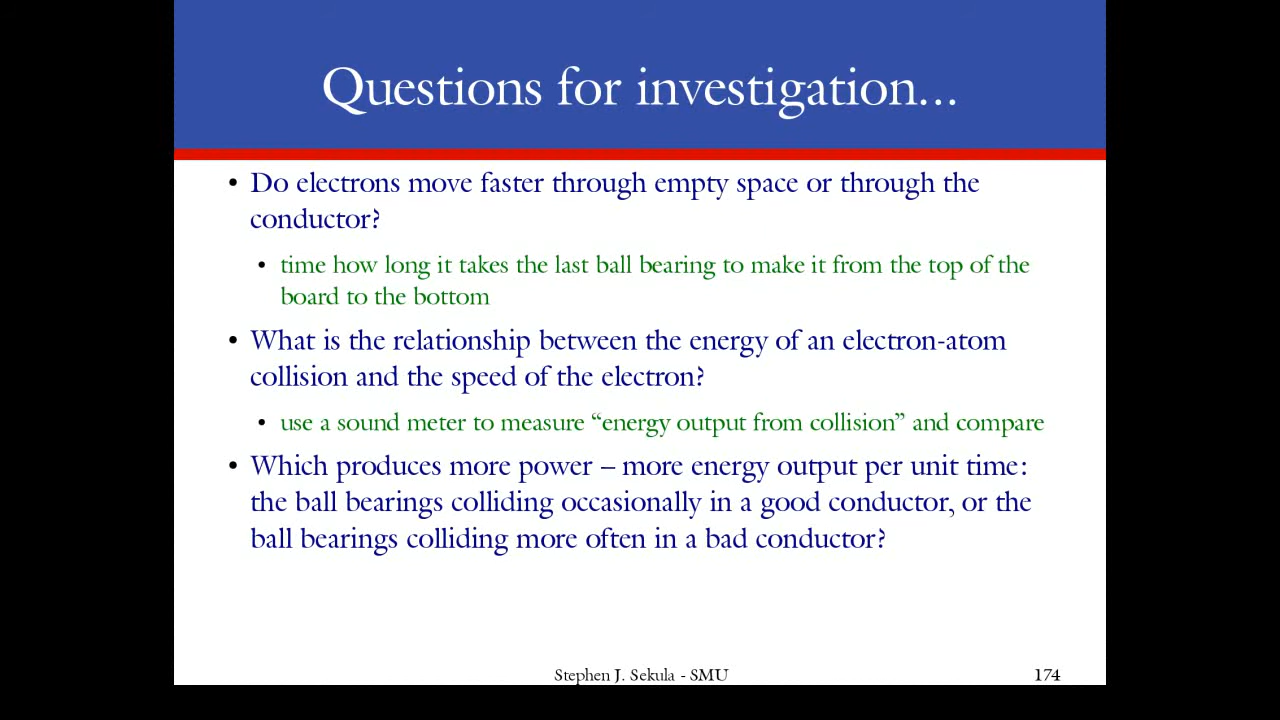 Questions for investigation...
• Do electrons move faster through empty space or through the
conductor?
• time how long it takes the last ball bearing to make it from the top of the
board to the bottom
• What is the relationship between the energy of an electron-atom
collision and the speed of the electron?
• use a sound meter to measure “energy output from collision” and compare
• Which produces more power – more energy output per unit time:
the ball bearings colliding occasionally in a good conductor, or the
ball bearings colliding more often in a bad conductor?
Stephen J. Sekula - SMU
174